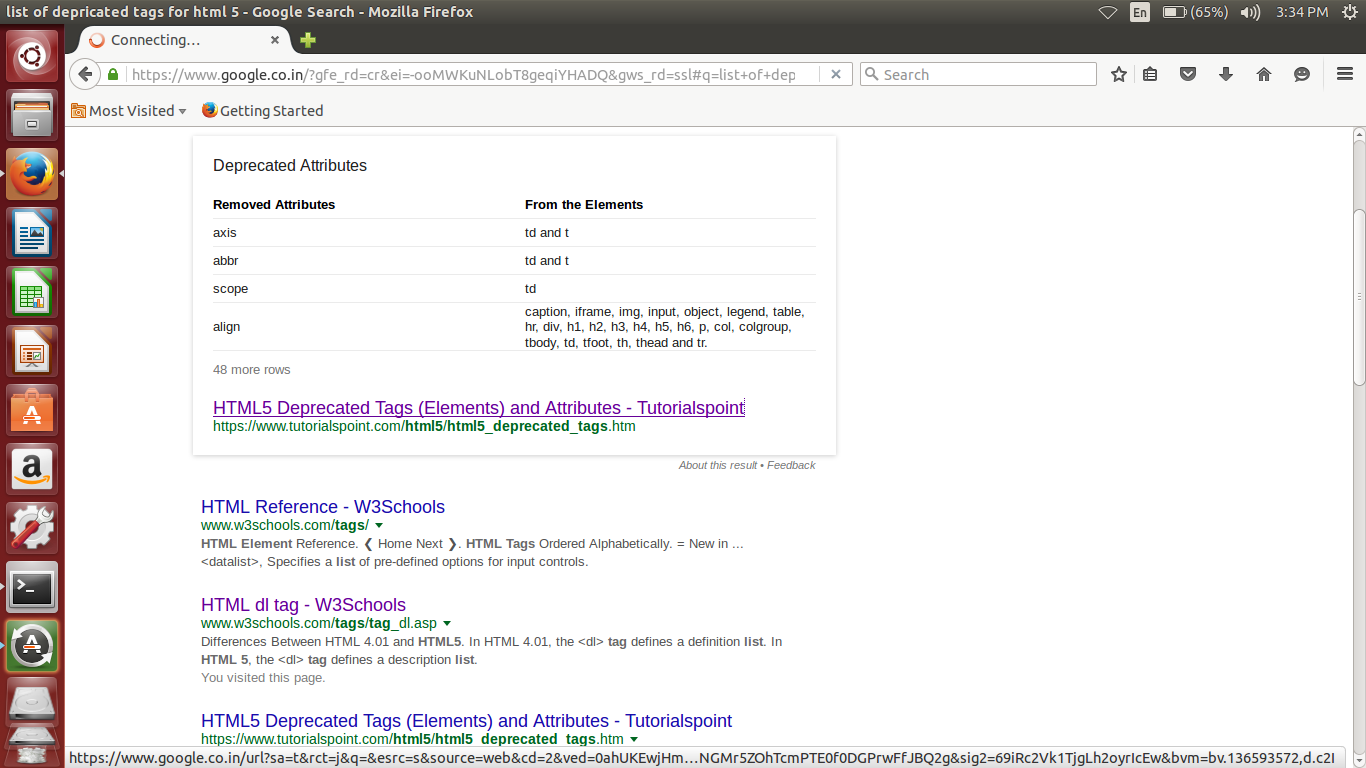 list of depricated tags for html 5 - Google Search - Mozilla Firefox
En
(65%)
3:34 PM
Connecting…
https://www.google.co.in/?gfe_rd=cr&ei=-ooMWKuNLobT8geqiYHADQ&gws_rd=ssl#q=list+of+dep
Search
Most Visited
Getting Started
Deprecated Attributes
Removed Attributes From the Elements
axis td and t
abbr td and t
scope td
align caption, iframe, img, input, object, legend, table,
hr, div, h1, h2, h3, h4, h5, h6, p, col, colgroup,
tbody, td, tfoot, th, thead and tr.
48 more rows
HTML5 Deprecated Tags (Elements) and Attributes - Tutorialspoint
https://www.tutorialspoint.com/html5/html5_deprecated_tags.htm
About this result • Feedback
HTML Reference - W3Schools
www.w3schools.com/tags/
HTML Element Reference. ❮ Home Next ❯. HTML Tags Ordered Alphabetically. = New in ...
<datalist>, Specifies a list of pre-defined options for input controls.
HTML dl tag - W3Schools
www.w3schools.com/tags/tag_dl.asp
Differences Between HTML 4.01 and HTML5. In HTML 4.01, the <dl> tag defines a definition list. In
HTML 5, the <dl> tag defines a description list.
You visited this page.
HTML5 Deprecated Tags (Elements) and Attributes - Tutorialspoint
https://www.tutorialspoint.com/html5/html5_deprecated_tags.htm
https://www.google.co.in/url?sa=t&rct=j&q=&esrc=s&source=web&cd=2&ved=0ahUKEwjHm…NGMr5ZOhTcmPTE0f0DGPrwFfJBQ2g&sig2=69iRc2Vk1TjgLh2oyrIcEw&bvm=bv.136593572,d.c2I